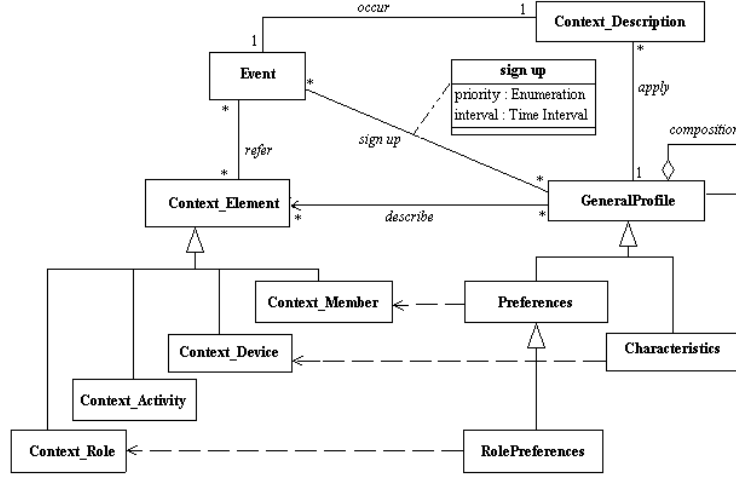 occur
1
1
Context_Description
Event
*
*
*
sign up
priority : Enumeration
interval : Time Interval
apply
sign up
composition
refer
*
*
1
Context_Element
GeneralProfile
*
describe
*
Context_Member
Preferences
Context_Device
Characteristics
Context_Activity
Context_Role
RolePreferences